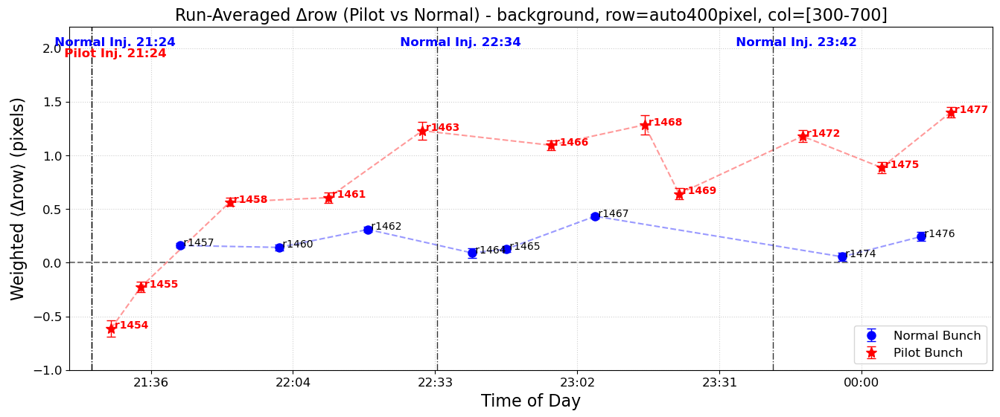 Run-Averaged Δrow (Pilot vs Normal) - background, row=auto400pixel, col=[300-700]
Normal Inj. 21:24
Pilot Inj. 21:24
Normal Inj. 22:34
Normal Inj. 23:42
Weighted ⟨Δrow⟩ (pixels)
2.0
1.5
1.0
0.5
0.0
−0.5
−1.0
r1454
r1455
r1457
r1458
r1460
r1461
r1462
r1463
r1464
r1465
r1466
r1467
r1468
r1469
r1472
r1474
r1475
r1476
r1477
Normal Bunch
Pilot Bunch
21:36
22:04
22:33
23:02
23:31
00:00
Time of Day